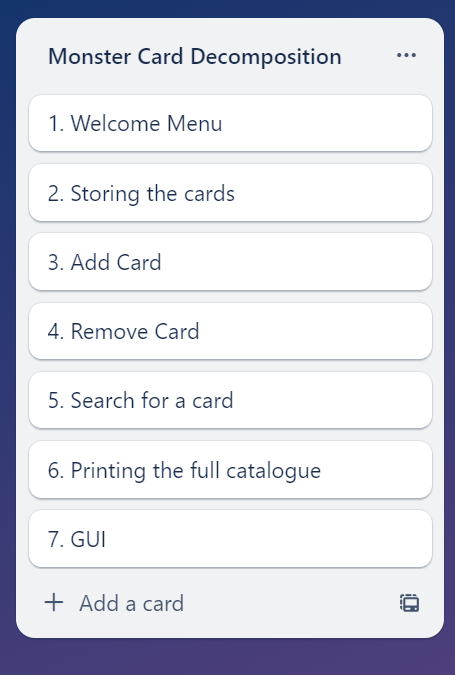 Monster Card Decomposition
1. Welcome Menu
2. Storing the cards
3. Add Card
4. Remove Card
5. Search for a card
6. Printing the full catalogue
7. GUI
Add a card